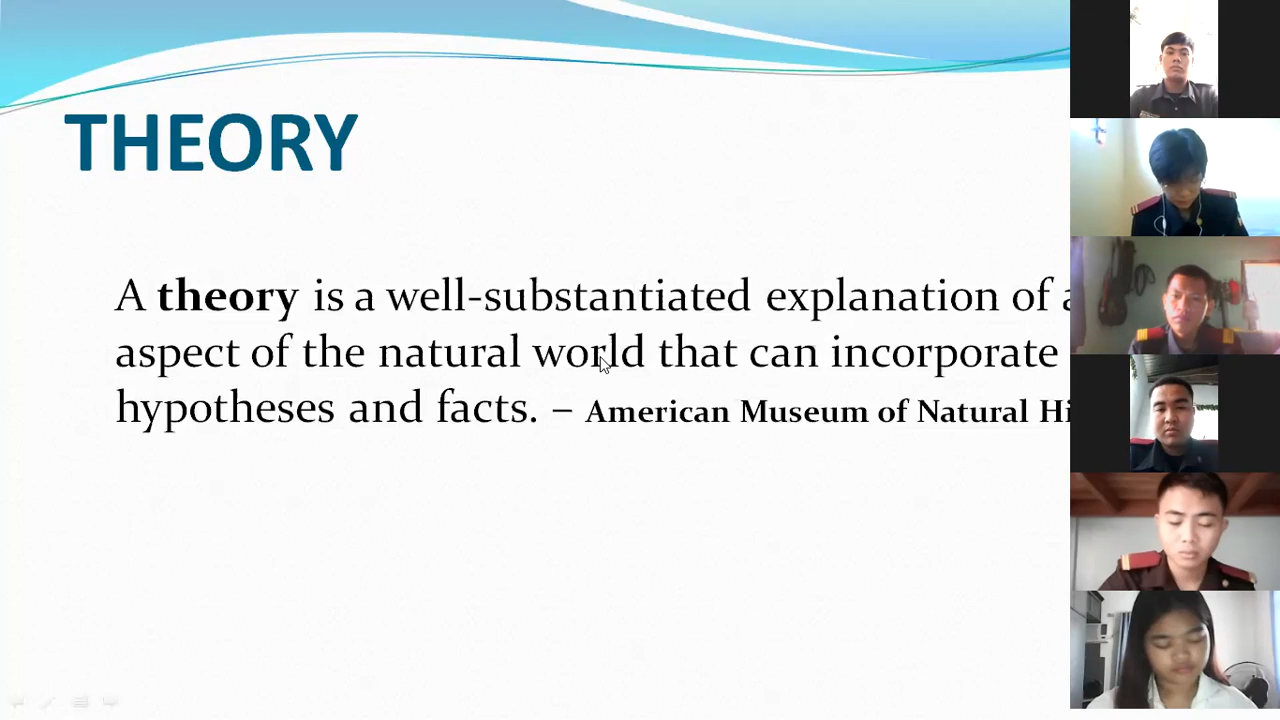 THEORY
A theory is a well-substantiated explanation of
aspect of the natural world that can incorporate
hypotheses and facts. – American Museum of Natural